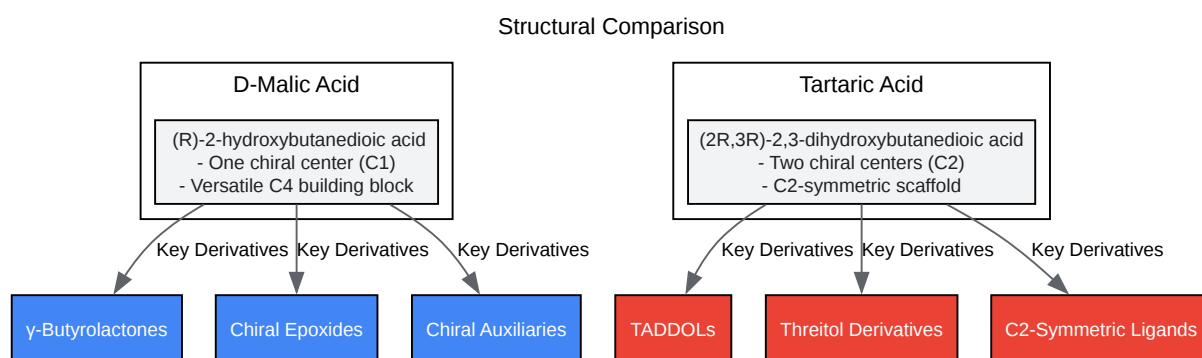 Structural Comparison
D-Malic Acid
(R)-2-hydroxybutanedioic acid
- One chiral center (C1)
- Versatile C4 building block
Tartaric Acid
(2R,3R)-2,3-dihydroxybutanedioic acid
- Two chiral centers (C2)
- C2-symmetric scaffold
Key Derivatives
Key Derivatives
Key Derivatives
Key Derivatives
Key Derivatives
Key Derivatives
γ-Butyrolactones
Chiral Epoxides
Chiral Auxiliaries
TADDOLs
Threitol Derivatives
C2-Symmetric Ligands